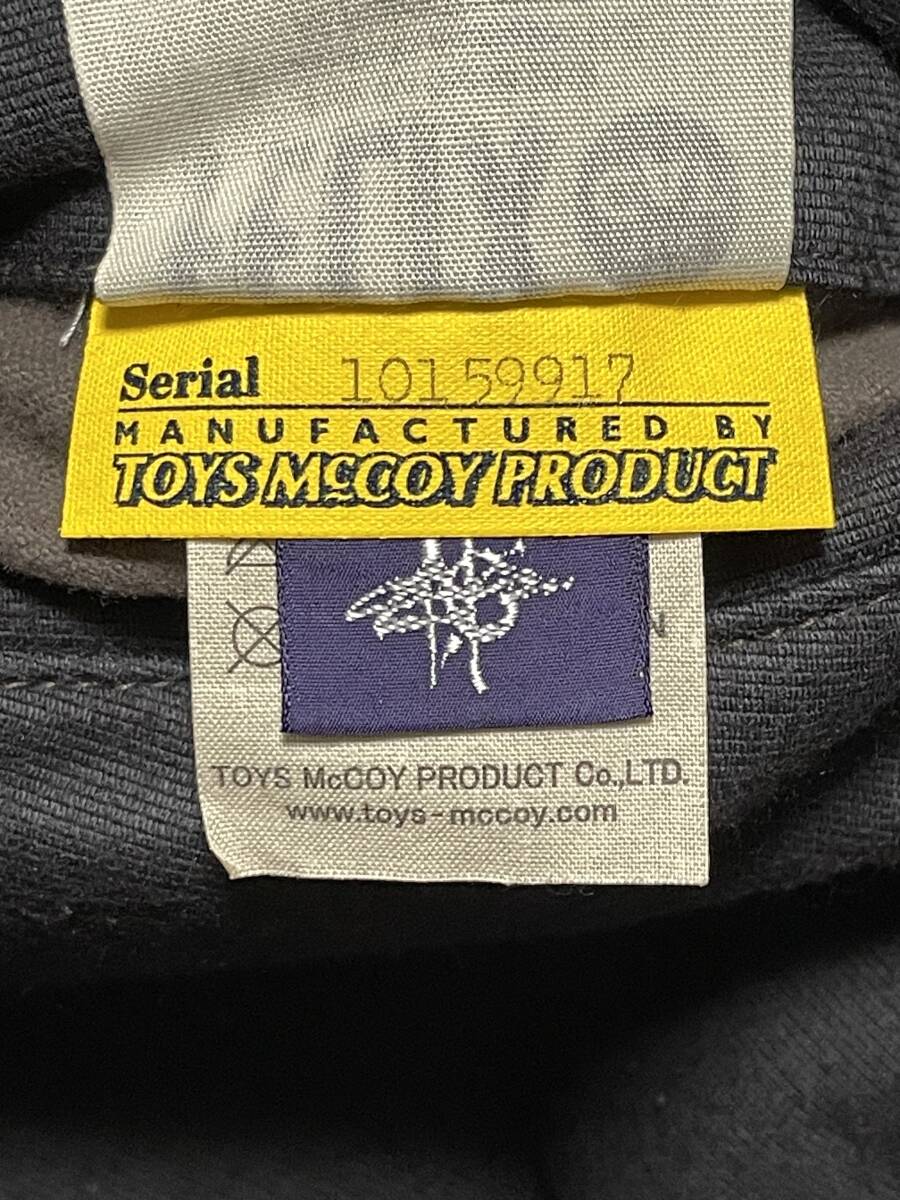 Serial 10159917
MANUFACTURED BY
TOYS McCOY PRODUCT
N
TOYS McCOY PRODUCT Co.,LTD.
www.toys-mccoy.com